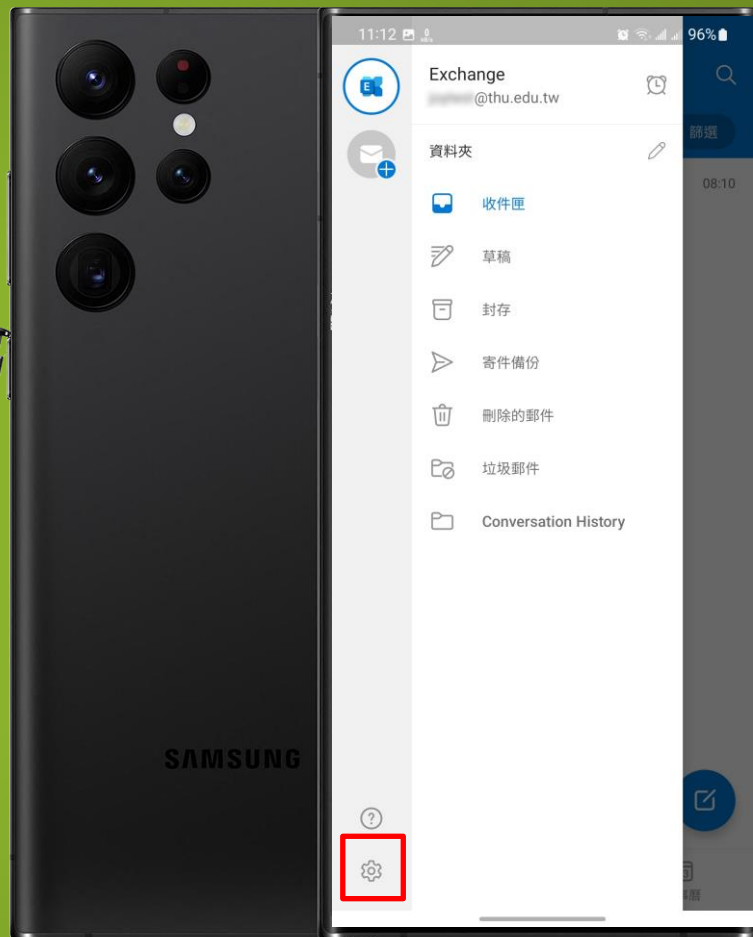 11:12
96%
Exchange
@thu.edu.tw
資料夾
篩選
08:10
收件匣
草稿
封存
寄件備份
刪除的郵件
垃圾郵件
Conversation History
SAMSUNG